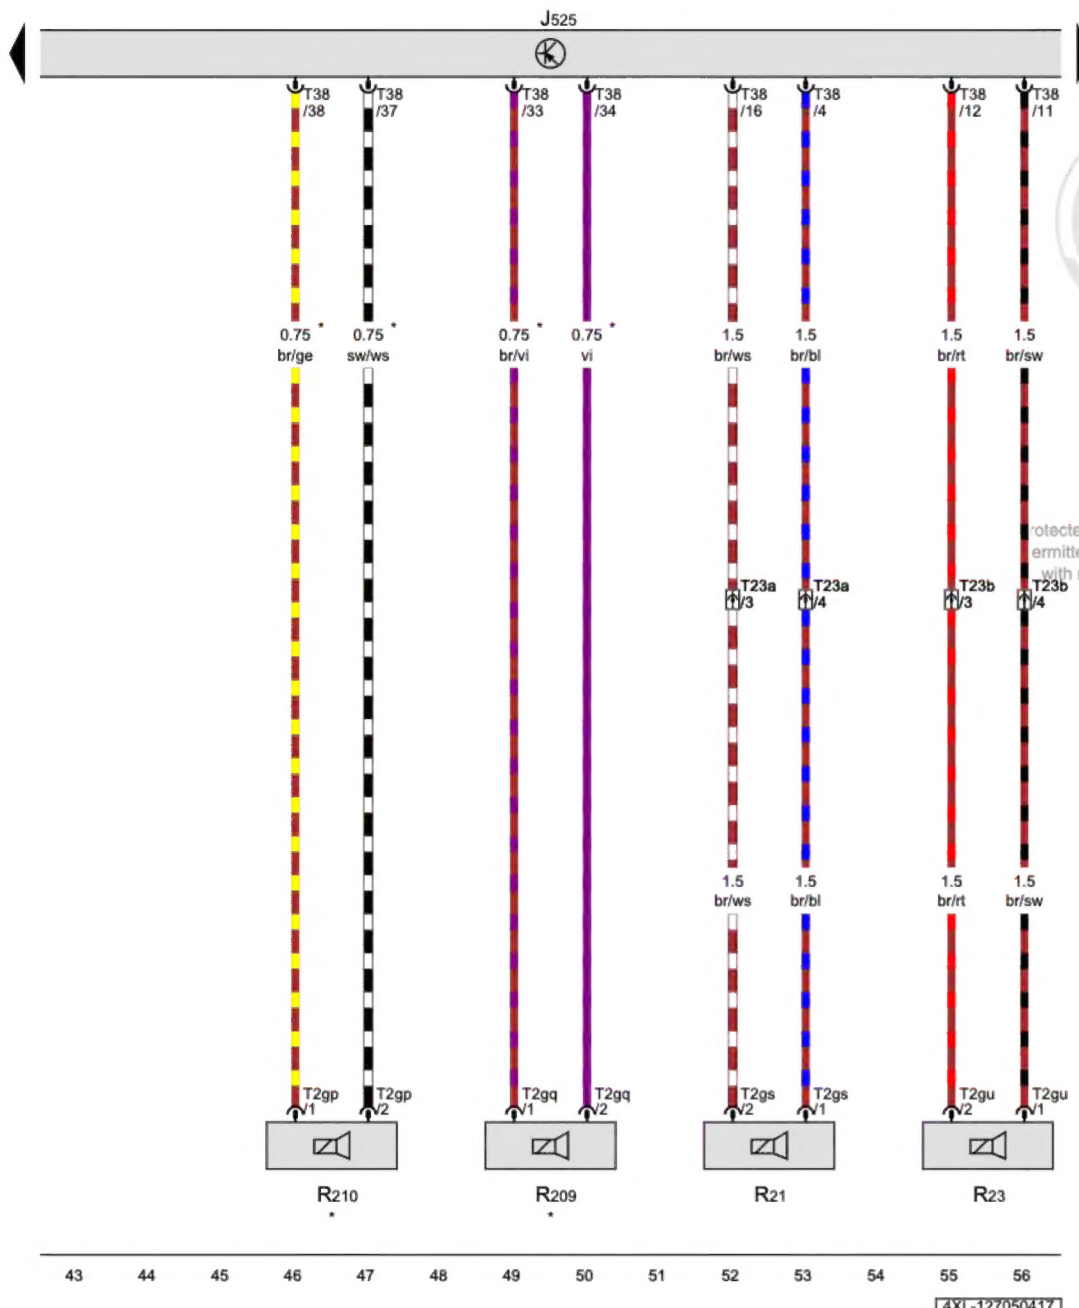 J525
T38 T38 T38 T38 T38 T38 T38 T38
/38 /37 /33 /34 /16 /4 /12 /11
0.75 * 0.75 * 0.75 * 0.75 * 1.5 1.5 1.5 1.5
br/ge sw/ws br/vi vi br/ws br/bl br/rt br/sw
rotecte
ermitte
with
T23a T23a T23b T23b
/3 /4 /3 /4
1.5 1.5 1.5 1.5
br/ws br/bl br/rt br/sw
T2gp T2gp T2gq T2gq T2gs T2gs T2gu T2gu
/1 /2 /1 /2 /2 /1 /2 /1
R210 R209 R21 R23
* *
43 44 45 46 47 48 49 50 51 52 53 54 55 56
4XL-127050417